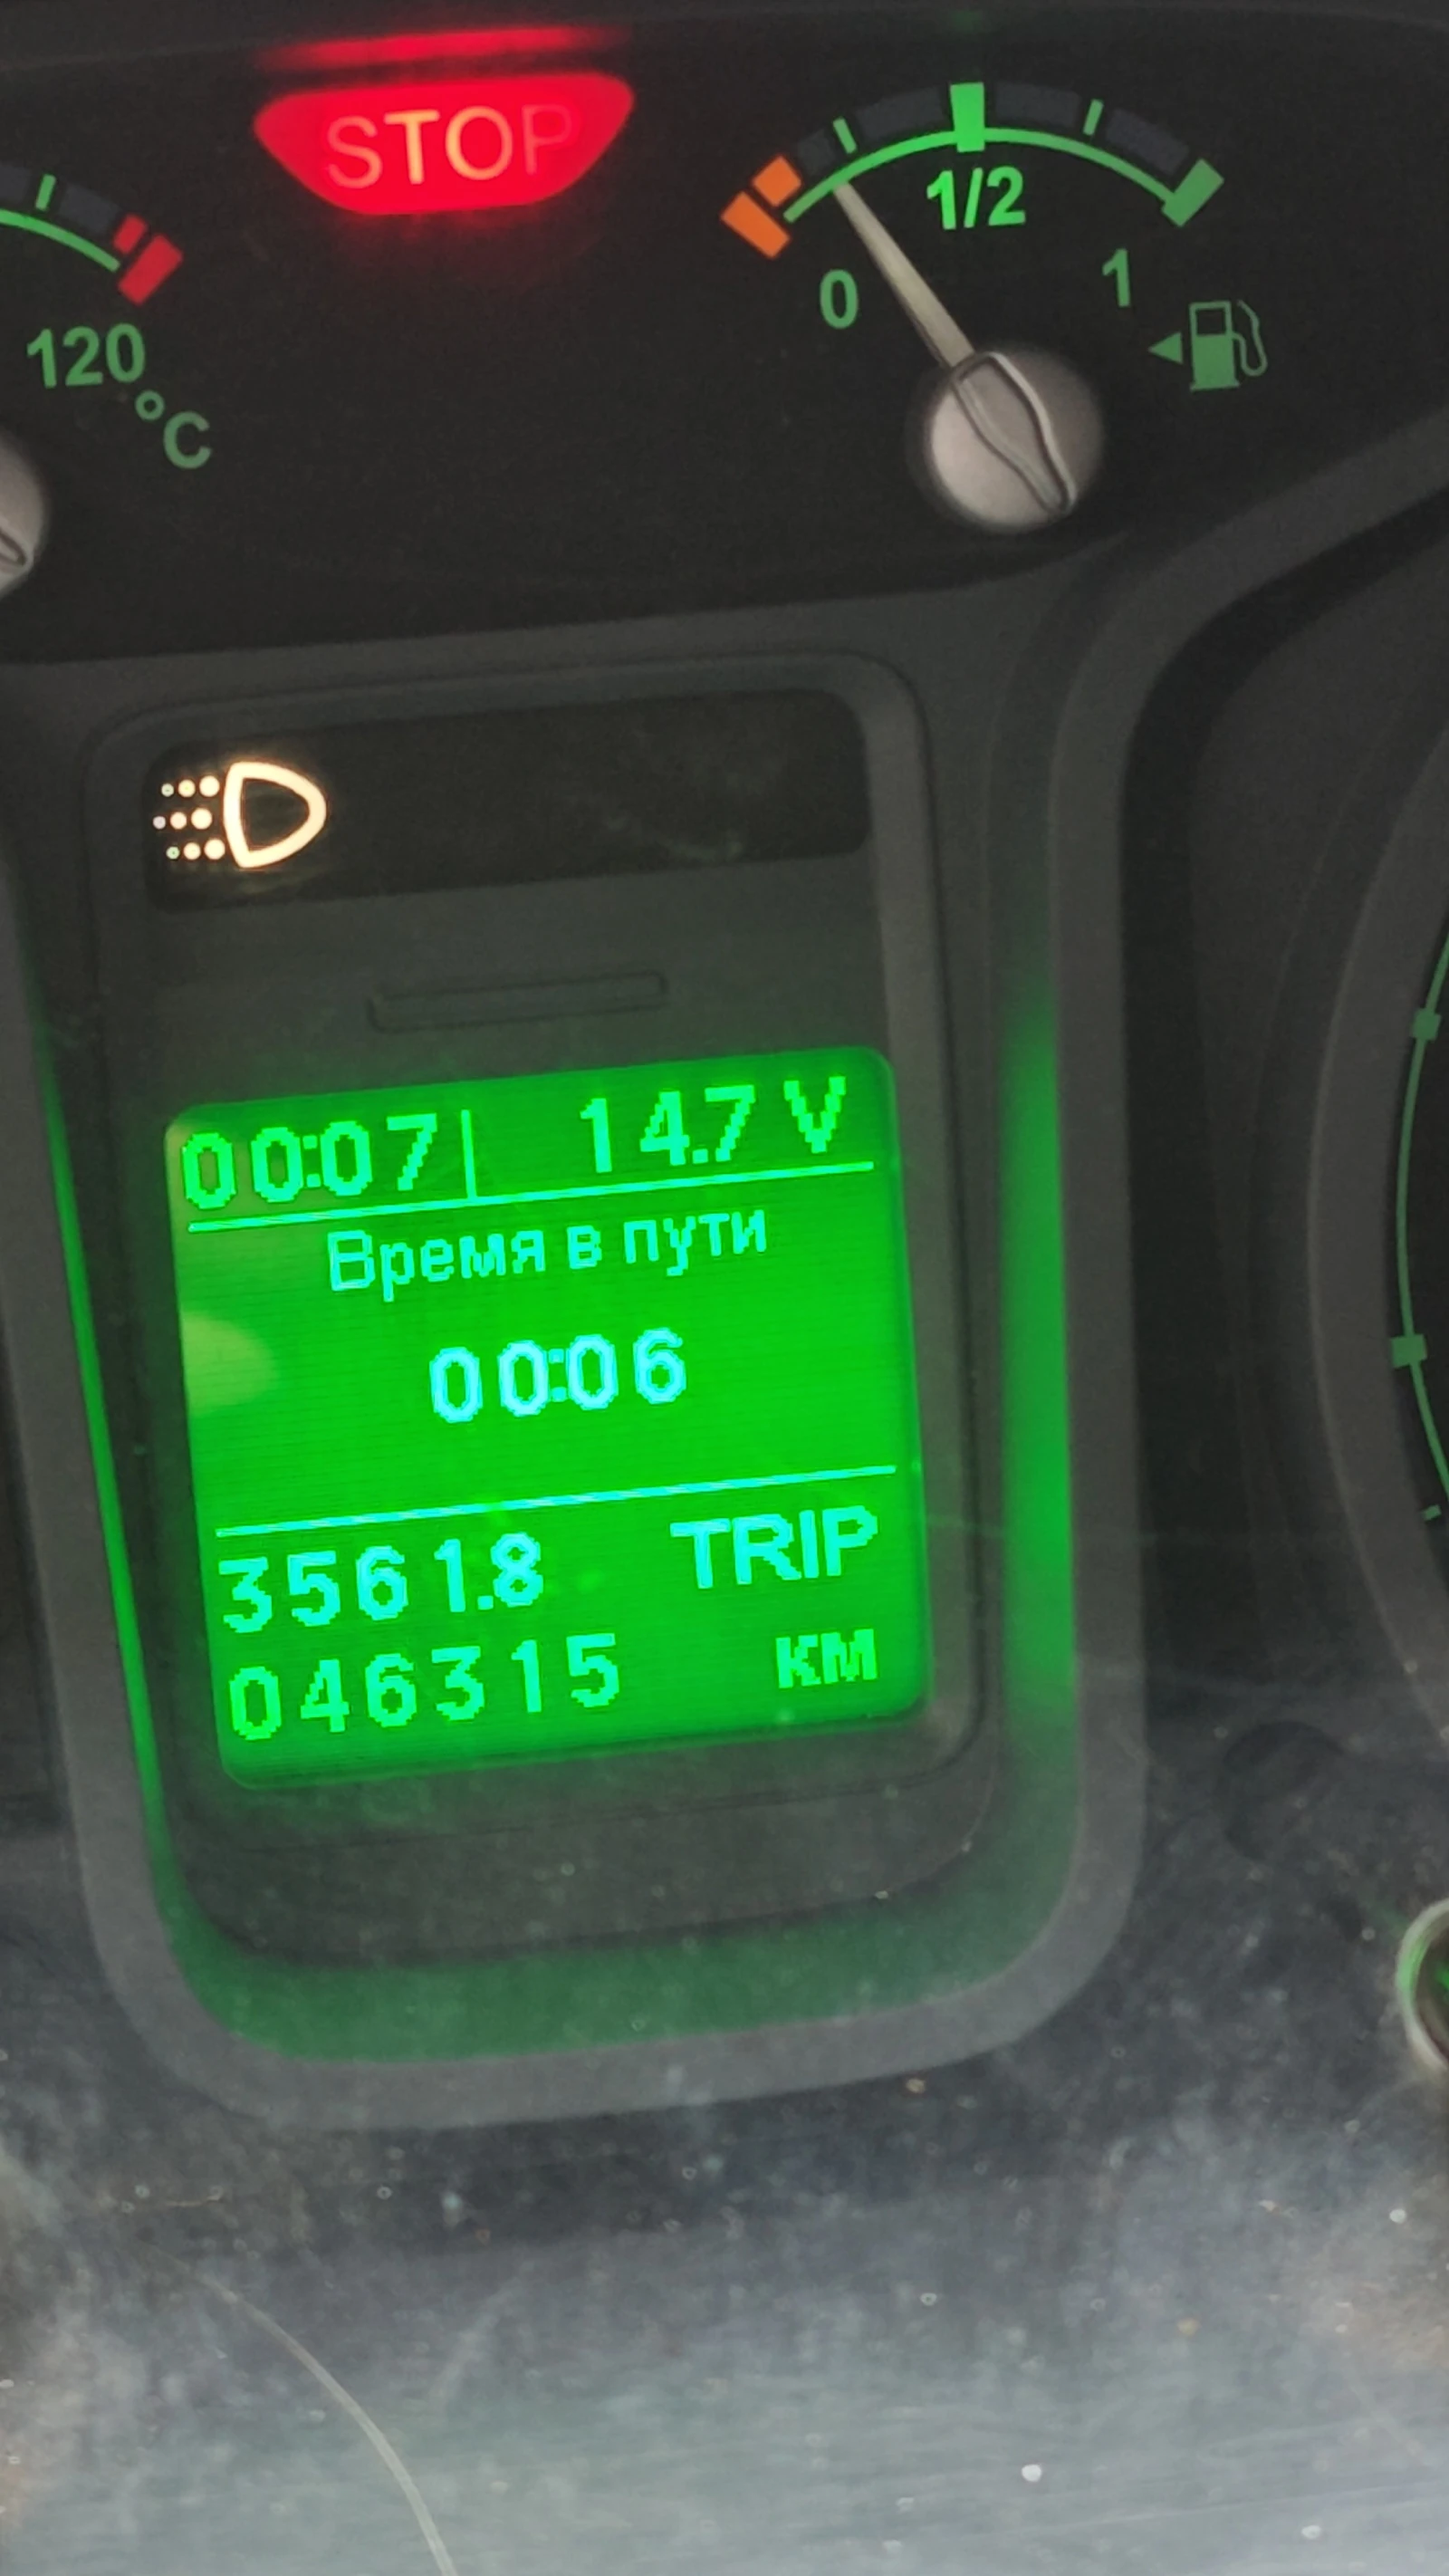 STOP
1/2
0
1
120
°C
00:07 14.7 V
Время в пути
00:06
3561.8 TRIP
046315 КМ